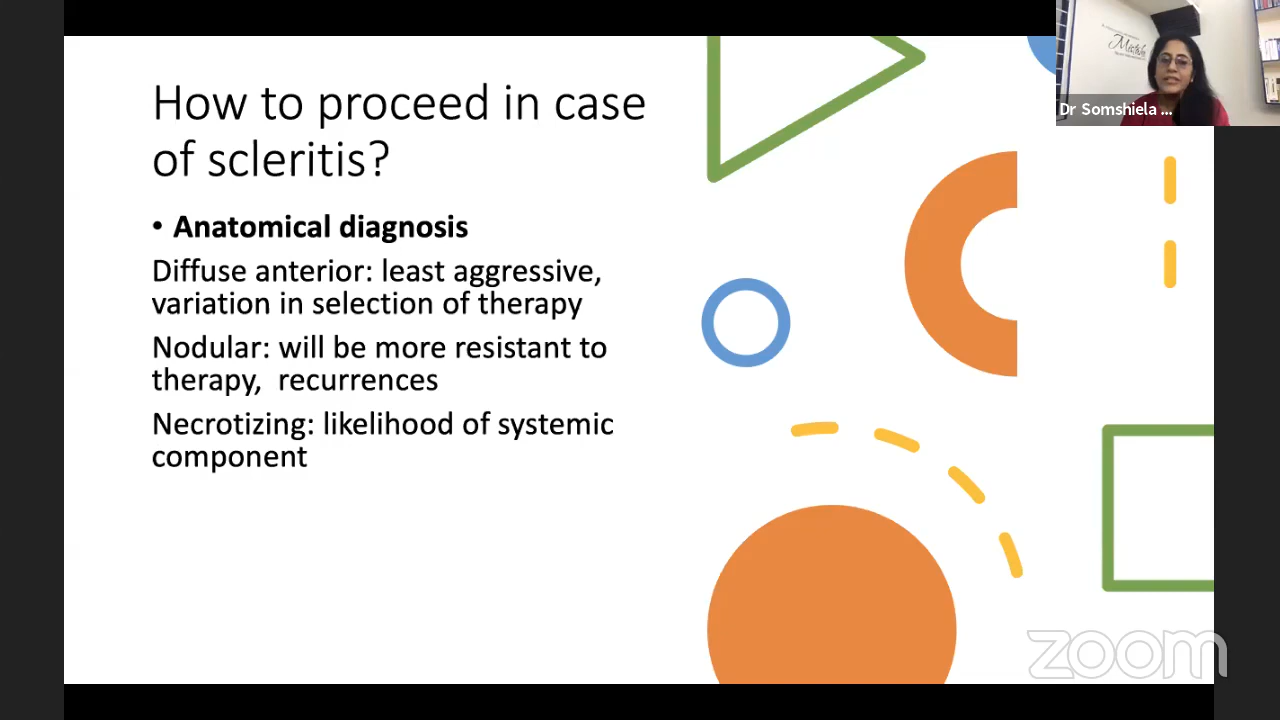 How to proceed in case
of scleritis?
• Anatomical diagnosis
Diffuse anterior: least aggressive,
variation in selection of therapy
Nodular: will be more resistant to
therapy,  recurrences
Necrotizing: likelihood of systemic
component
Mistake
Dr Somshiela ...
zoom